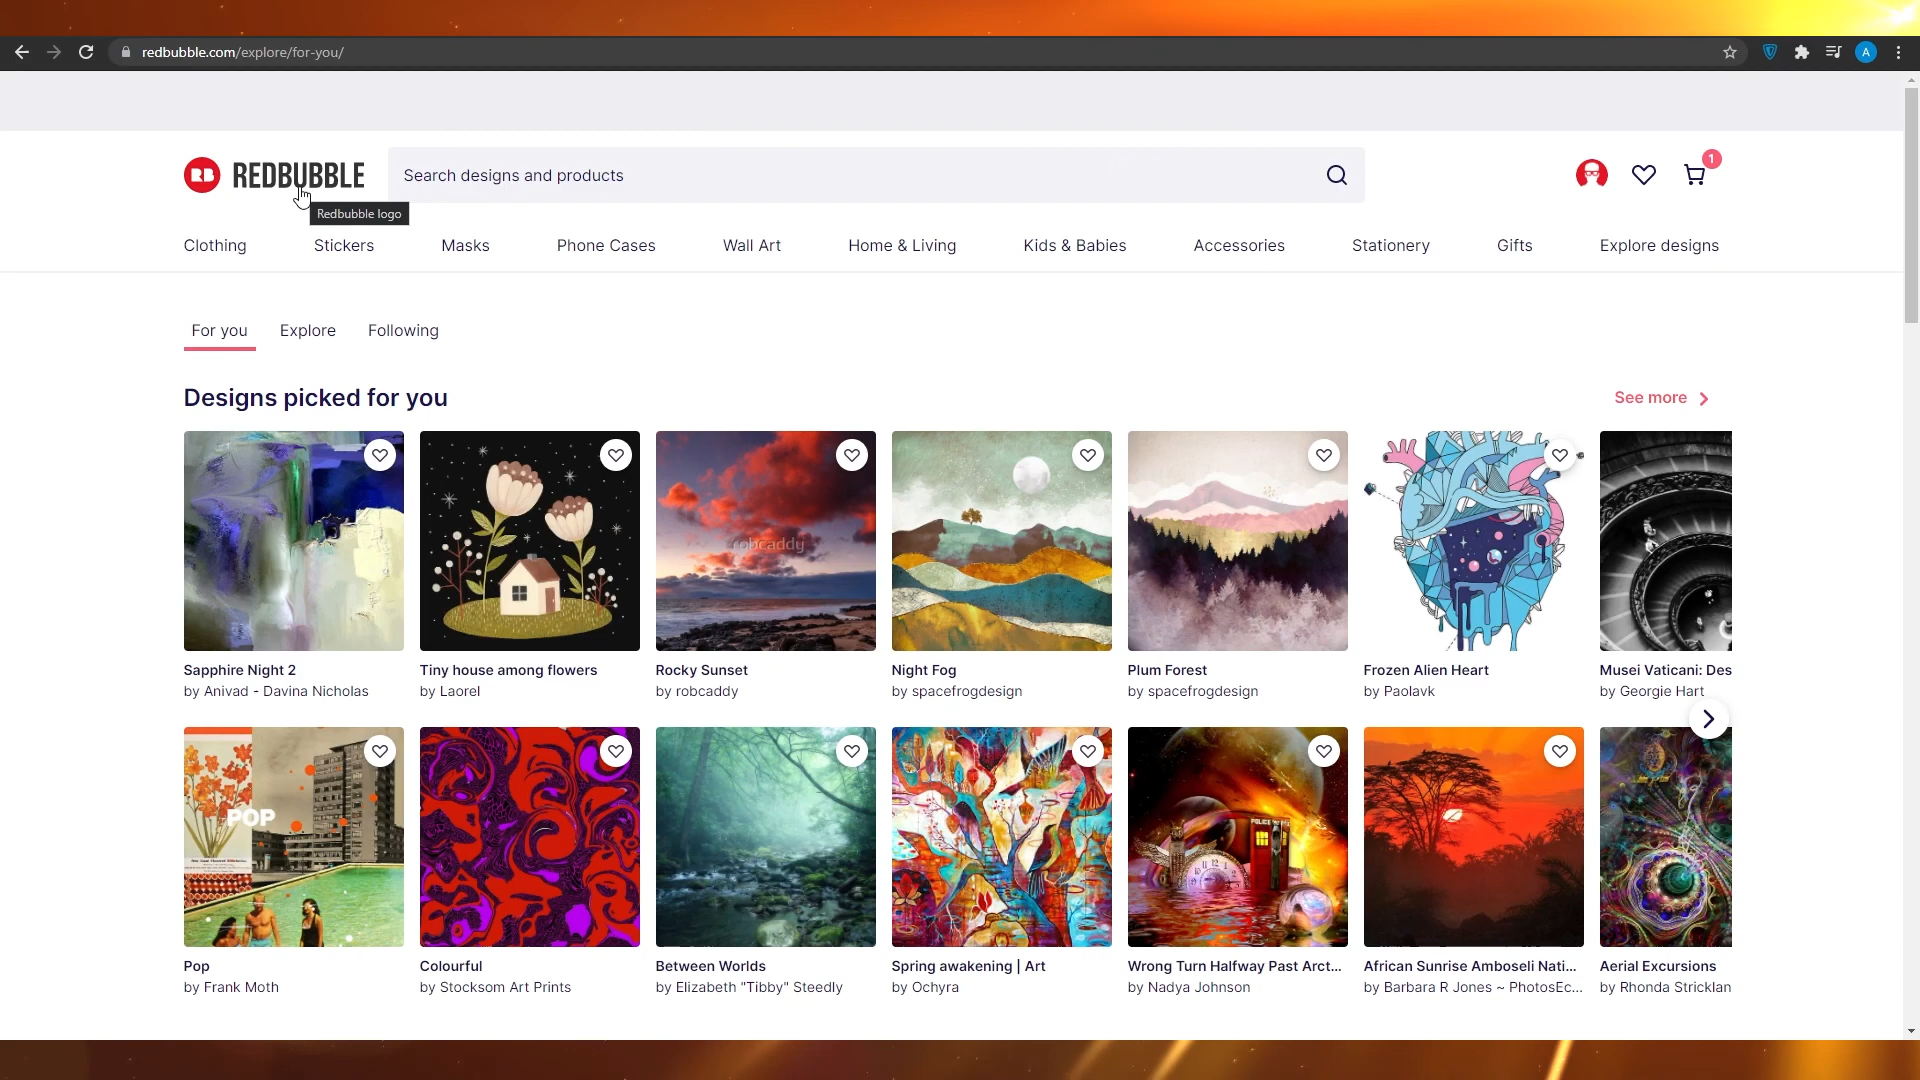 redbubble.com/explore/for-you/
A
RB REDBUBBLE
Search designs and products
1
Redbubble logo
Clothing
Stickers
Masks
Phone Cases
Wall Art
Home & Living
Kids & Babies
Accessories
Stationery
Gifts
Explore designs
For you
Explore
Following
Designs picked for you
See more
robcaddy
Sapphire Night 2
by Anivad - Davina Nicholas
Tiny house among flowers
by Laorel
Rocky Sunset
by robcaddy
Night Fog
by spacefrogdesign
Plum Forest
by spacefrogdesign
Frozen Alien Heart
by Paolavk
Musei Vaticani: Des
by Georgie Hart
POP
POLICE
Pop
by Frank Moth
Colourful
by Stocksom Art Prints
Between Worlds
by Elizabeth "Tibby" Steedly
Spring awakening | Art
by Ochyra
Wrong Turn Halfway Past Arct...
by Nadya Johnson
African Sunrise Amboseli Nati...
by Barbara R Jones ~ PhotosEc...
Aerial Excursions
by Rhonda Stricklan